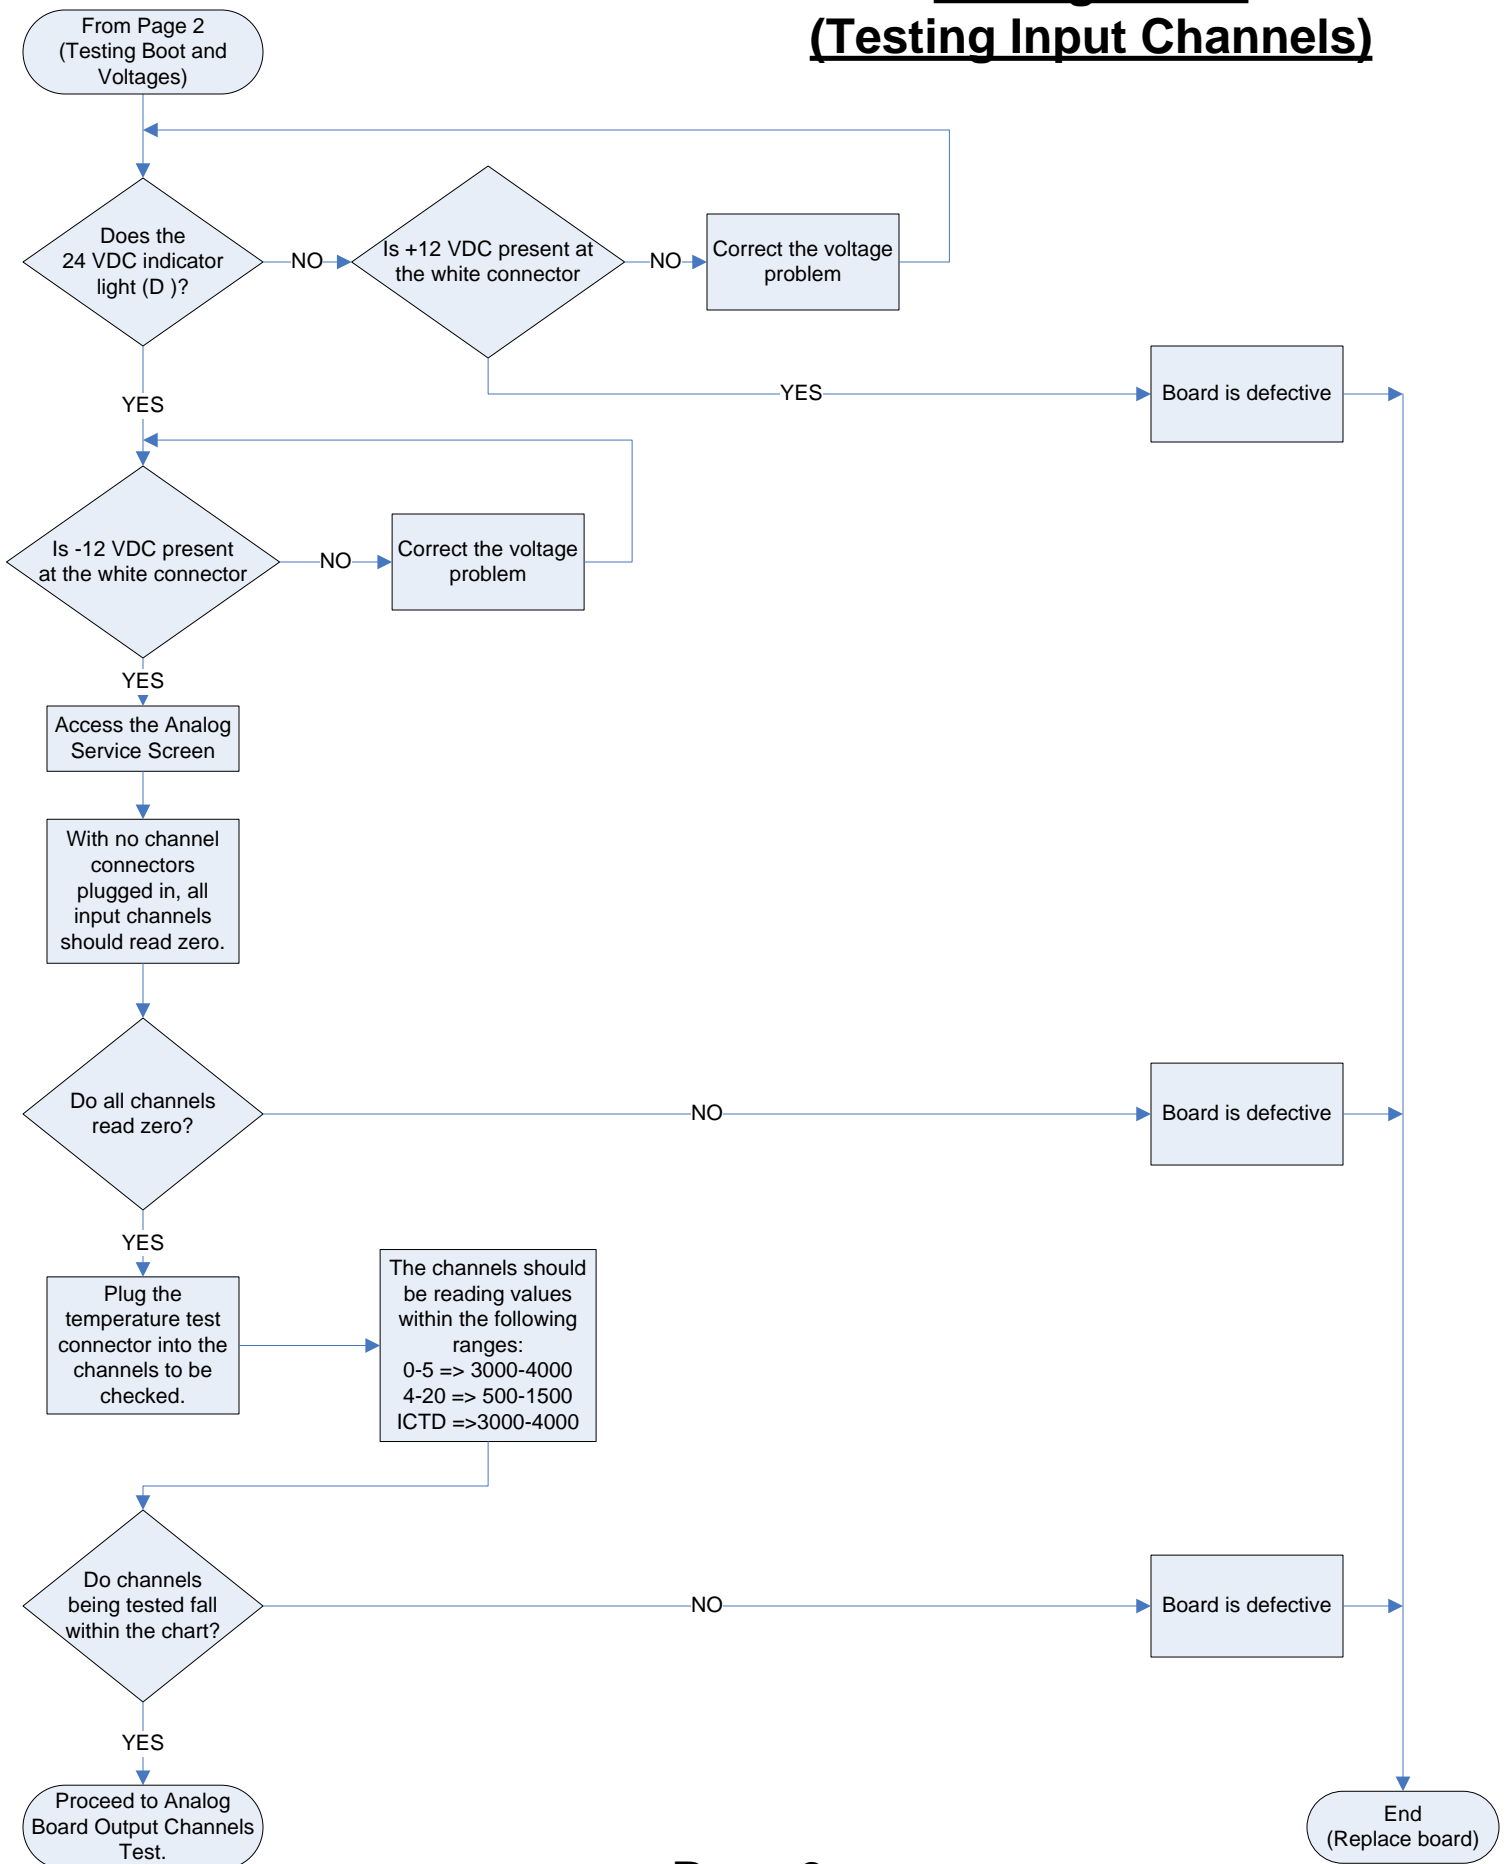 (Testing Input Channels)
From Page 2
(Testing Boot and
Voltages)
Does the
24 VDC indicator
light (D )?
NO
Is +12 VDC present at
the white connector
NO
Correct the voltage
problem
YES
Board is defective
YES
Is -12 VDC present
at the white connector
NO
Correct the voltage
problem
YES
Access the Analog
Service Screen
With no channel
connectors
plugged in, all
input channels
should read zero.
Do all channels
read zero?
NO
Board is defective
YES
Plug the
temperature test
connector into the
channels to be
checked.
The channels should
be reading values
within the following
ranges:
0-5 => 3000-4000
4-20 => 500-1500
ICTD =>3000-4000
Do channels
being tested fall
within the chart?
NO
Board is defective
YES
Proceed to Analog
Board Output Channels
Test.
End
(Replace board)